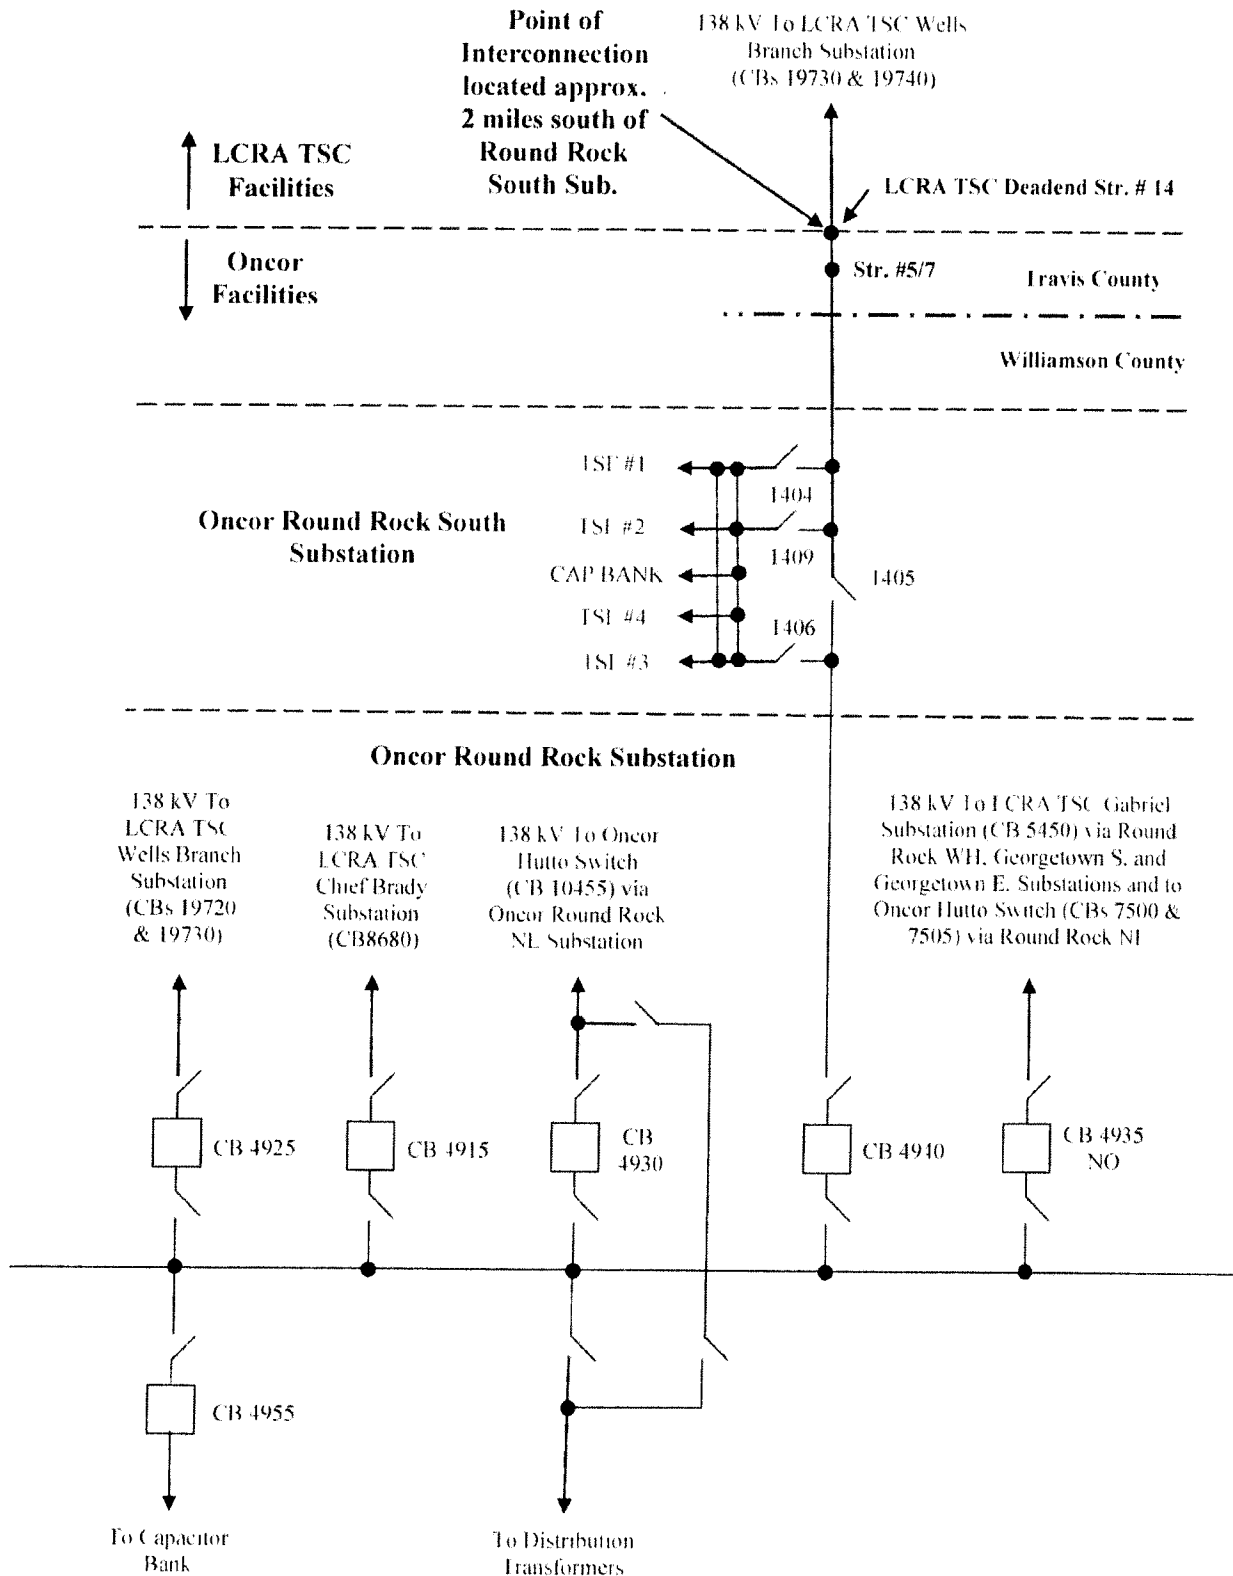 Point of
Interconnection
located approx.
2 miles south of
Round Rock
South Sub.
138 kV To LCRA TSC Wells
Branch Substation
(CBs 19730 & 19740)
LCRA TSC
Facilities
LCRA TSC Deadend Str. # 14
Oncor
Facilities
Str. #5/7
Travis County
Williamson County
Oncor Round Rock South
Substation
TSF #1
1404
TSF #2
1409
CAP BANK
1405
TSF #4
1406
TSF #3
Oncor Round Rock Substation
138 kV To
LCRA TSC
Wells Branch
Substation
(CBs 19720
& 19730)
138 kV To
LCRA TSC
Chief Brady
Substation
(CB8680)
138 kV To Oncor
Hutto Switch
(CB 10455) via
Oncor Round Rock
NE Substation
138 kV To LCRA TSC Gabriel
Substation (CB 5450) via Round
Rock WH, Georgetown S. and
Georgetown E. Substations and to
Oncor Hutto Switch (CBs 7500 &
7505) via Round Rock NE
CB 4925
CB 4915
CB
4930
CB 4940
CB 4935
NO
CB 4955
To Capacitor
Bank
To Distribution
Transformers